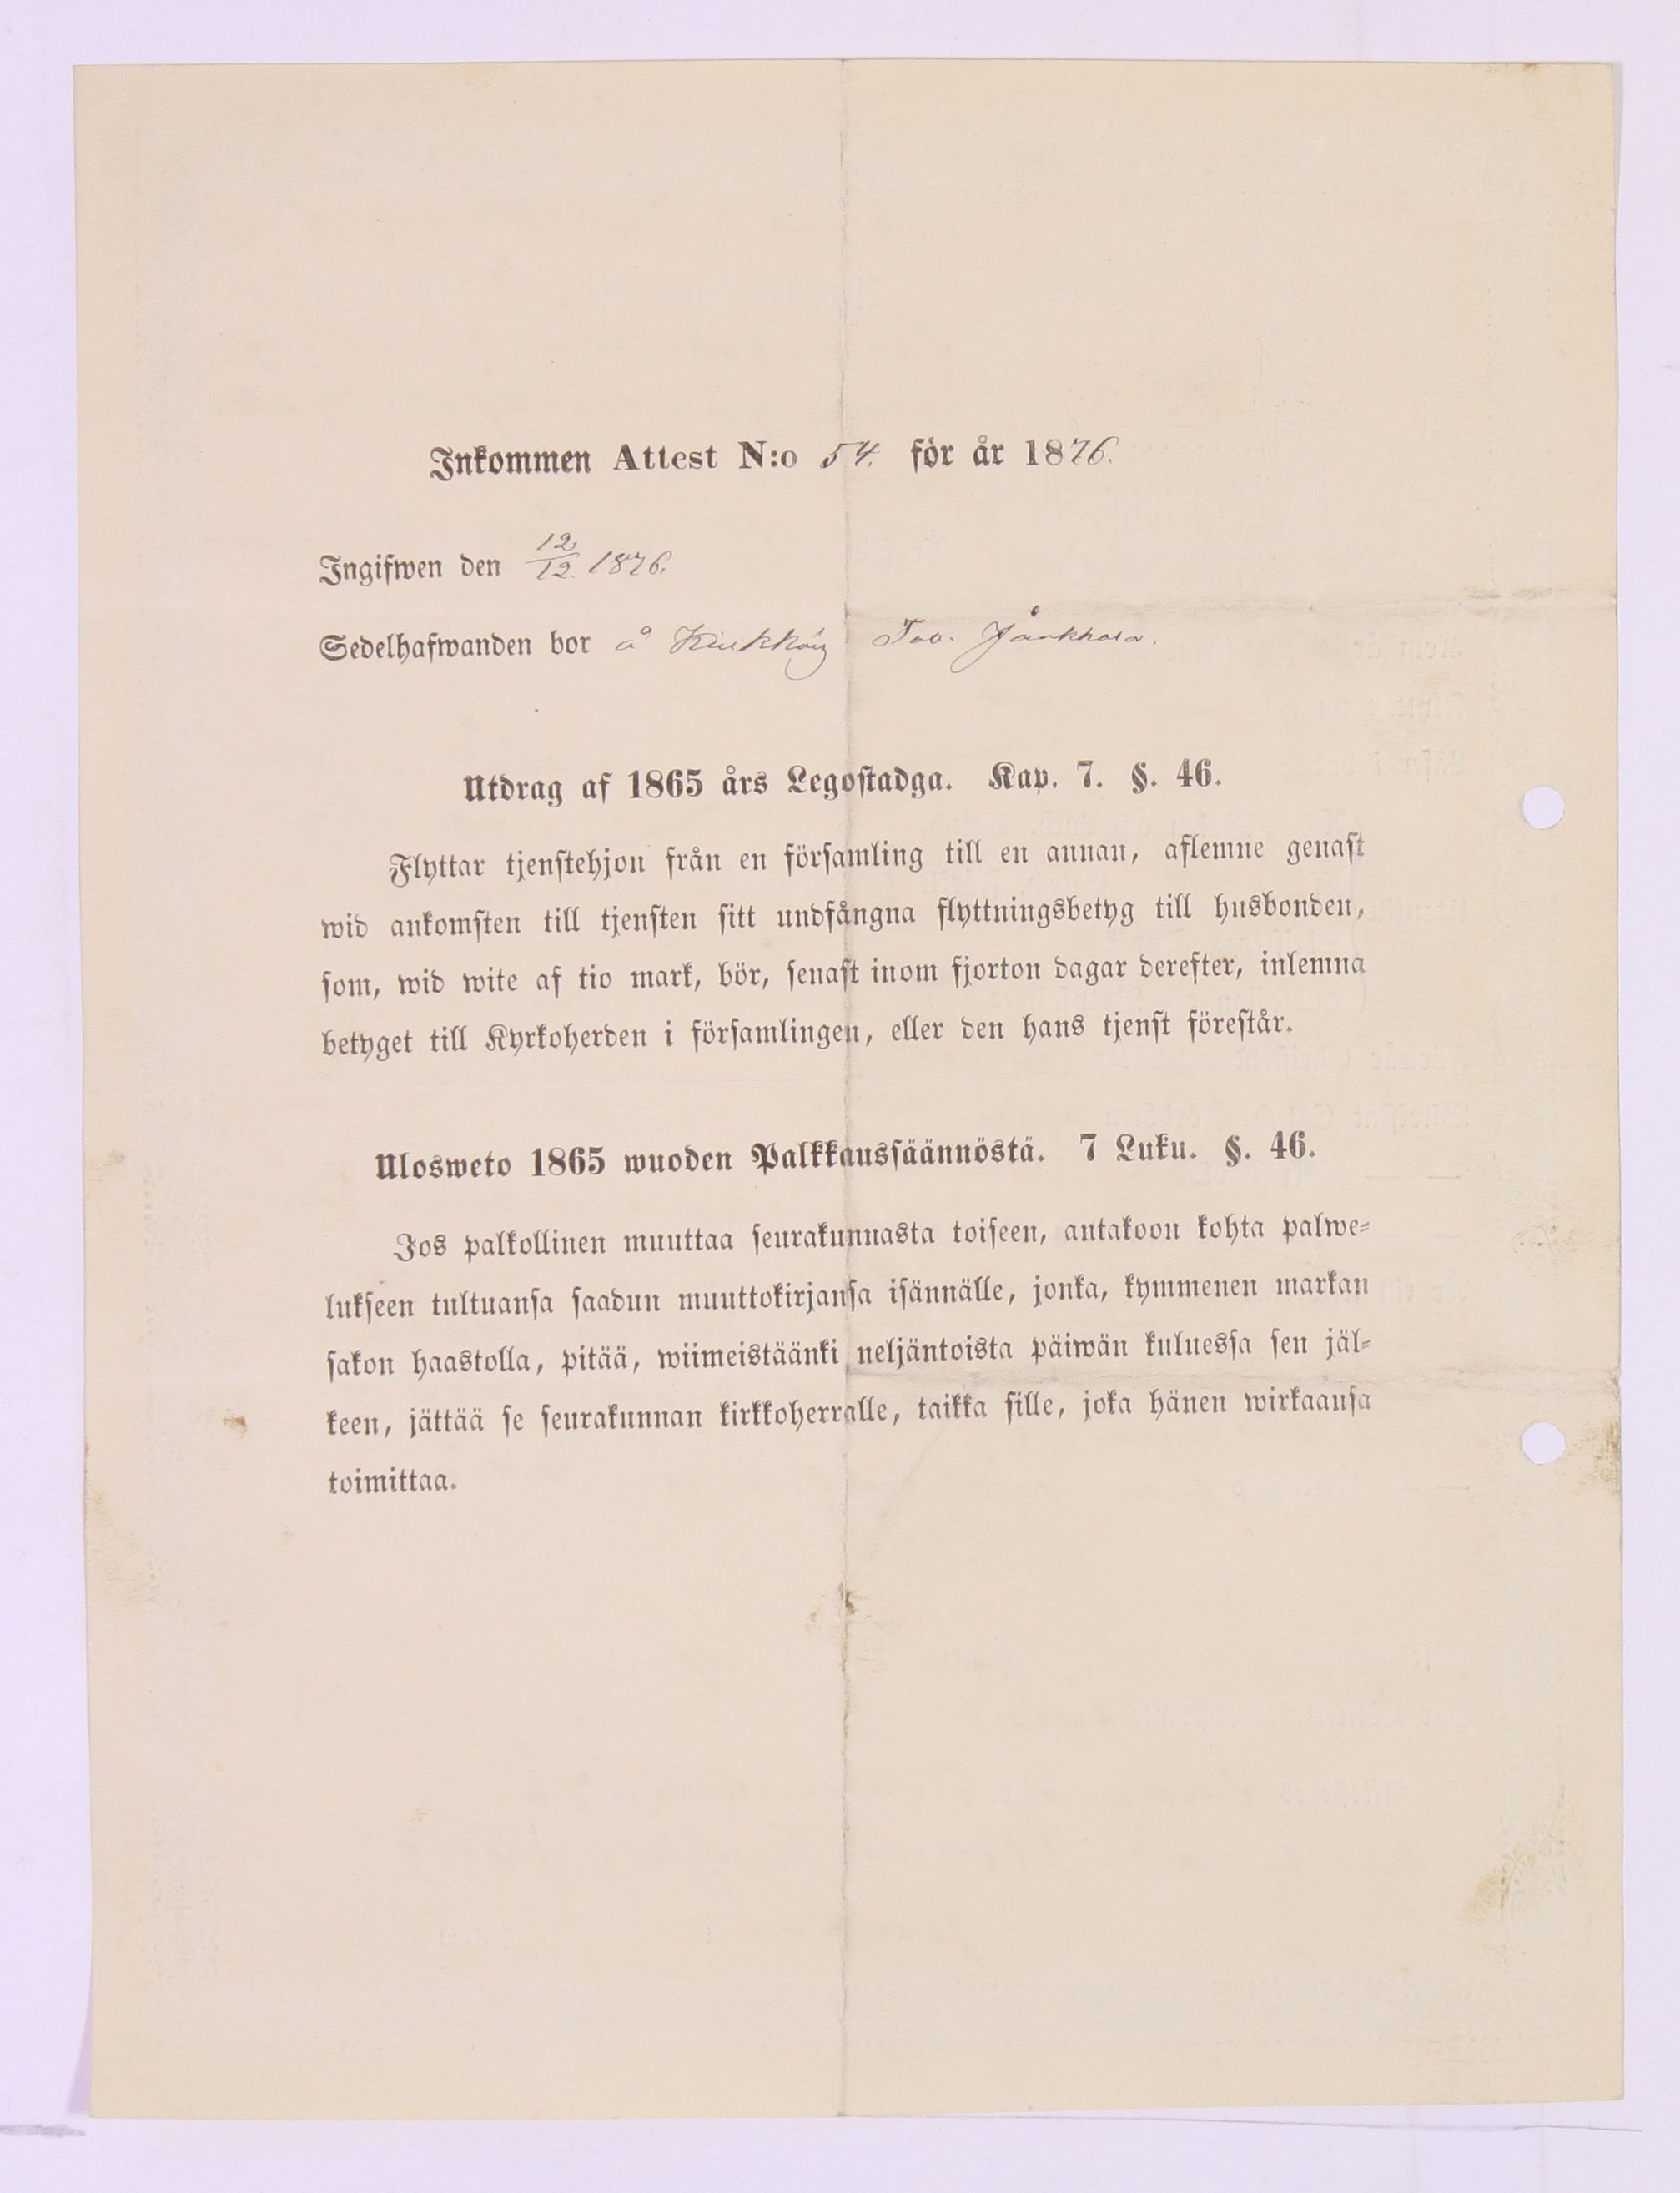 Inkommen Attest N:o 54. för år 1876.
Ingifwen den 12/12. 1876.
Sedelhafwanden bor å
Utdrag af 1865 års Legostadga. Kap. 7. §. 46.
Flyttar tjenstehjon från en församling till en annan, aflemne genast
wid ankomsten till tjensten sitt undfångna flyttningsbetyg till husbonden,
som, wid wite af tio mark, bör, senast inom fjorton dagar derefter, inlemna
betyget till Kyrkoherden i församlingen, eller den hans tjenst förestår.
Ulosweto 1865 wuoden Palkkaussäännöstä. 7 Luku. §. 46.
Jos palkollinen muuttaa seurakunnasta toiseen, antakoon kohta palwe=
lukseen tultuansa saadun muuttokirjansa isännälle, jonka, kymmenen markan
sakon haastolla, pitää, wiimeistäänki neljäntoista päiwän kuluessa sen jäl=
keen, jättää se seurakunnan kirkkoherralle, taikka sille, joka hänen wirkaansa
toimittaa.